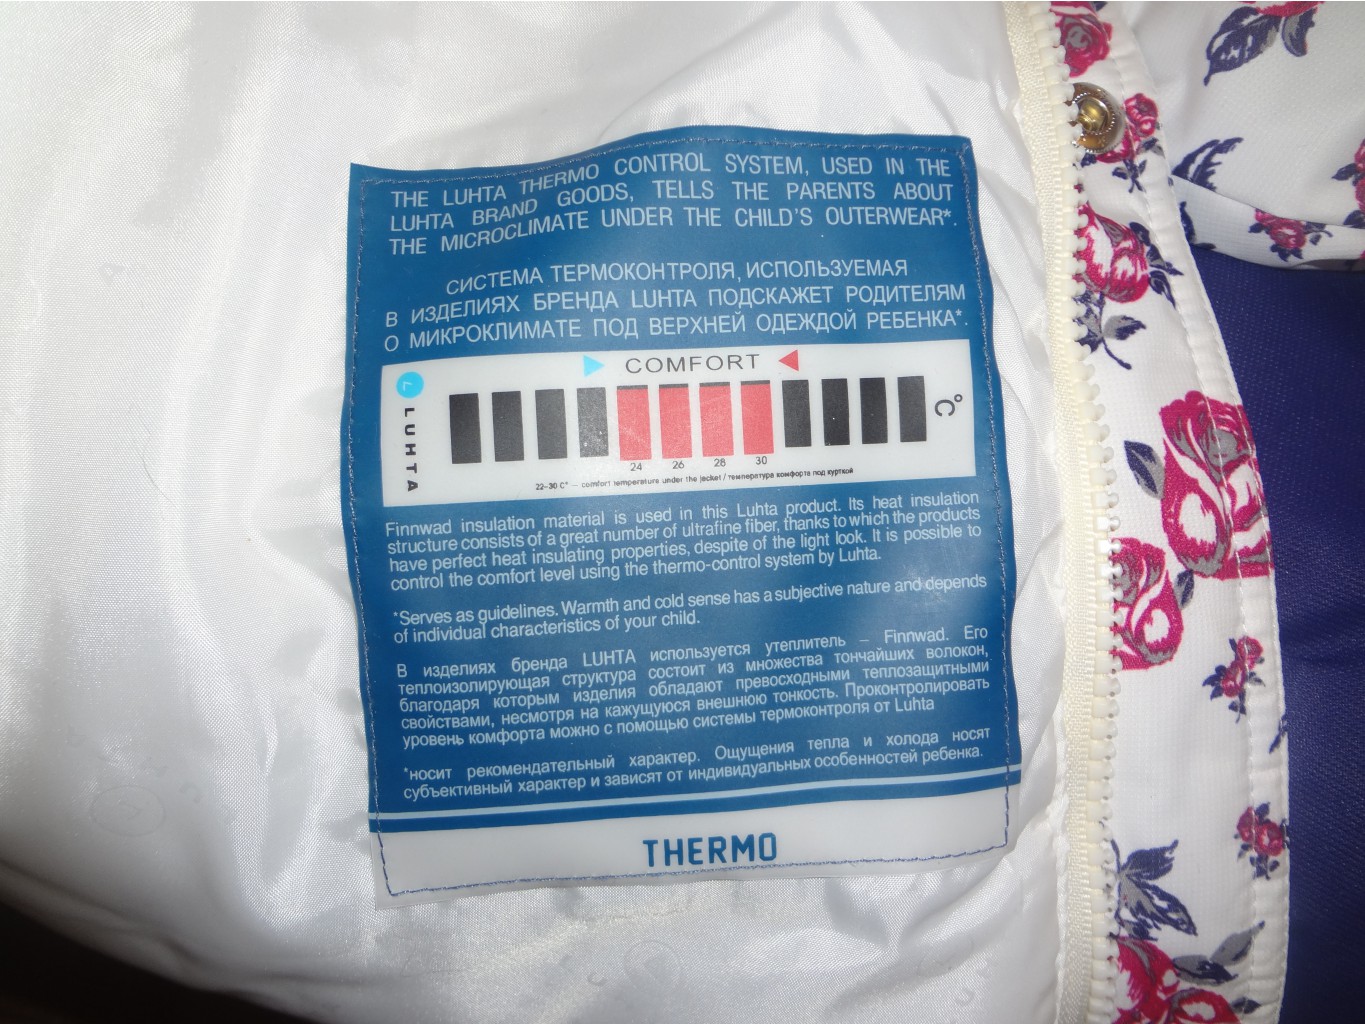 THE LUHTA THERMO CONTROL SYSTEM, USED IN THE
LUHTA BRAND GOODS, TELLS THE PARENTS ABOUT
THE MICROCLIMATE UNDER THE CHILD'S OUTERWEAR*.
СИСТЕМА ТЕРМОКОНТРОЛЯ, ИСПОЛЬЗУЕМАЯ
В ИЗДЕЛИЯХ БРЕНДА LUHTA ПОДСКАЖЕТ РОДИТЕЛЯМ
О МИКРОКЛИМАТЕ ПОД ВЕРХНЕЙ ОДЕЖДОЙ РЕБЕНКА*.
COMFORT
LUHTA
°C
24 26 28 30
22-30 C° – comfort temperature under the jacket / температура комфорта под курткой
Finnwad insulation material is used in this Luhta product. Its heat insulation
structure consists of a great number of ultrafine fiber, thanks to which the products
have perfect heat insulating properties, despite of the light look. It is possible to
control the comfort level using the thermo-control system by Luhta.
*Serves as guidelines. Warmth and cold sense has a subjective nature and depends
of individual characteristics of your child.
В изделиях бренда LUHTA используется утеплитель – Finnwad. Его
теплоизолирующая структура состоит из множества тончайших волокон,
благодаря которым изделия обладают превосходными теплозащитными
свойствами, несмотря на кажущуюся внешнюю тонкость. Проконтролировать
уровень комфорта можно с помощью системы термоконтроля от Luhta
*носит рекомендательный характер. Ощущения тепла и холода носят
субъективный характер и зависят от индивидуальных особенностей ребенка.
THERMO